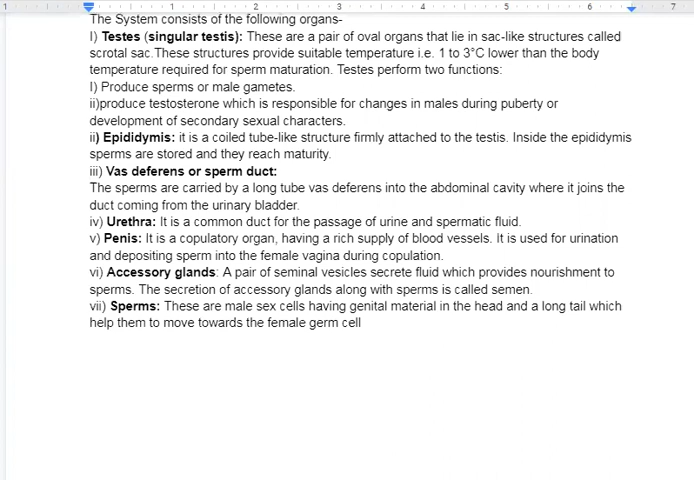 1 1 2 3 4 5 6 7
The System consists of the following organs-
I) Testes (singular testis): These are a pair of oval organs that lie in sac-like structures called
scrotal sac.These structures provide suitable temperature i.e. 1 to 3°C lower than the body
temperature required for sperm maturation. Testes perform two functions:
I) Produce sperms or male gametes.
ii)produce testosterone which is responsible for changes in males during puberty or
development of secondary sexual characters.
ii) Epididymis: it is a coiled tube-like structure firmly attached to the testis. Inside the epididymis
sperms are stored and they reach maturity.
iii) Vas deferens or sperm duct:
The sperms are carried by a long tube vas deferens into the abdominal cavity where it joins the
duct coming from the urinary bladder.
iv) Urethra: It is a common duct for the passage of urine and spermatic fluid.
v) Penis: It is a copulatory organ, having a rich supply of blood vessels. It is used for urination
and depositing sperm into the female vagina during copulation.
vi) Accessory glands: A pair of seminal vesicles secrete fluid which provides nourishment to
sperms. The secretion of accessory glands along with sperms is called semen.
vii) Sperms: These are male sex cells having genital material in the head and a long tail which
help them to move towards the female germ cell